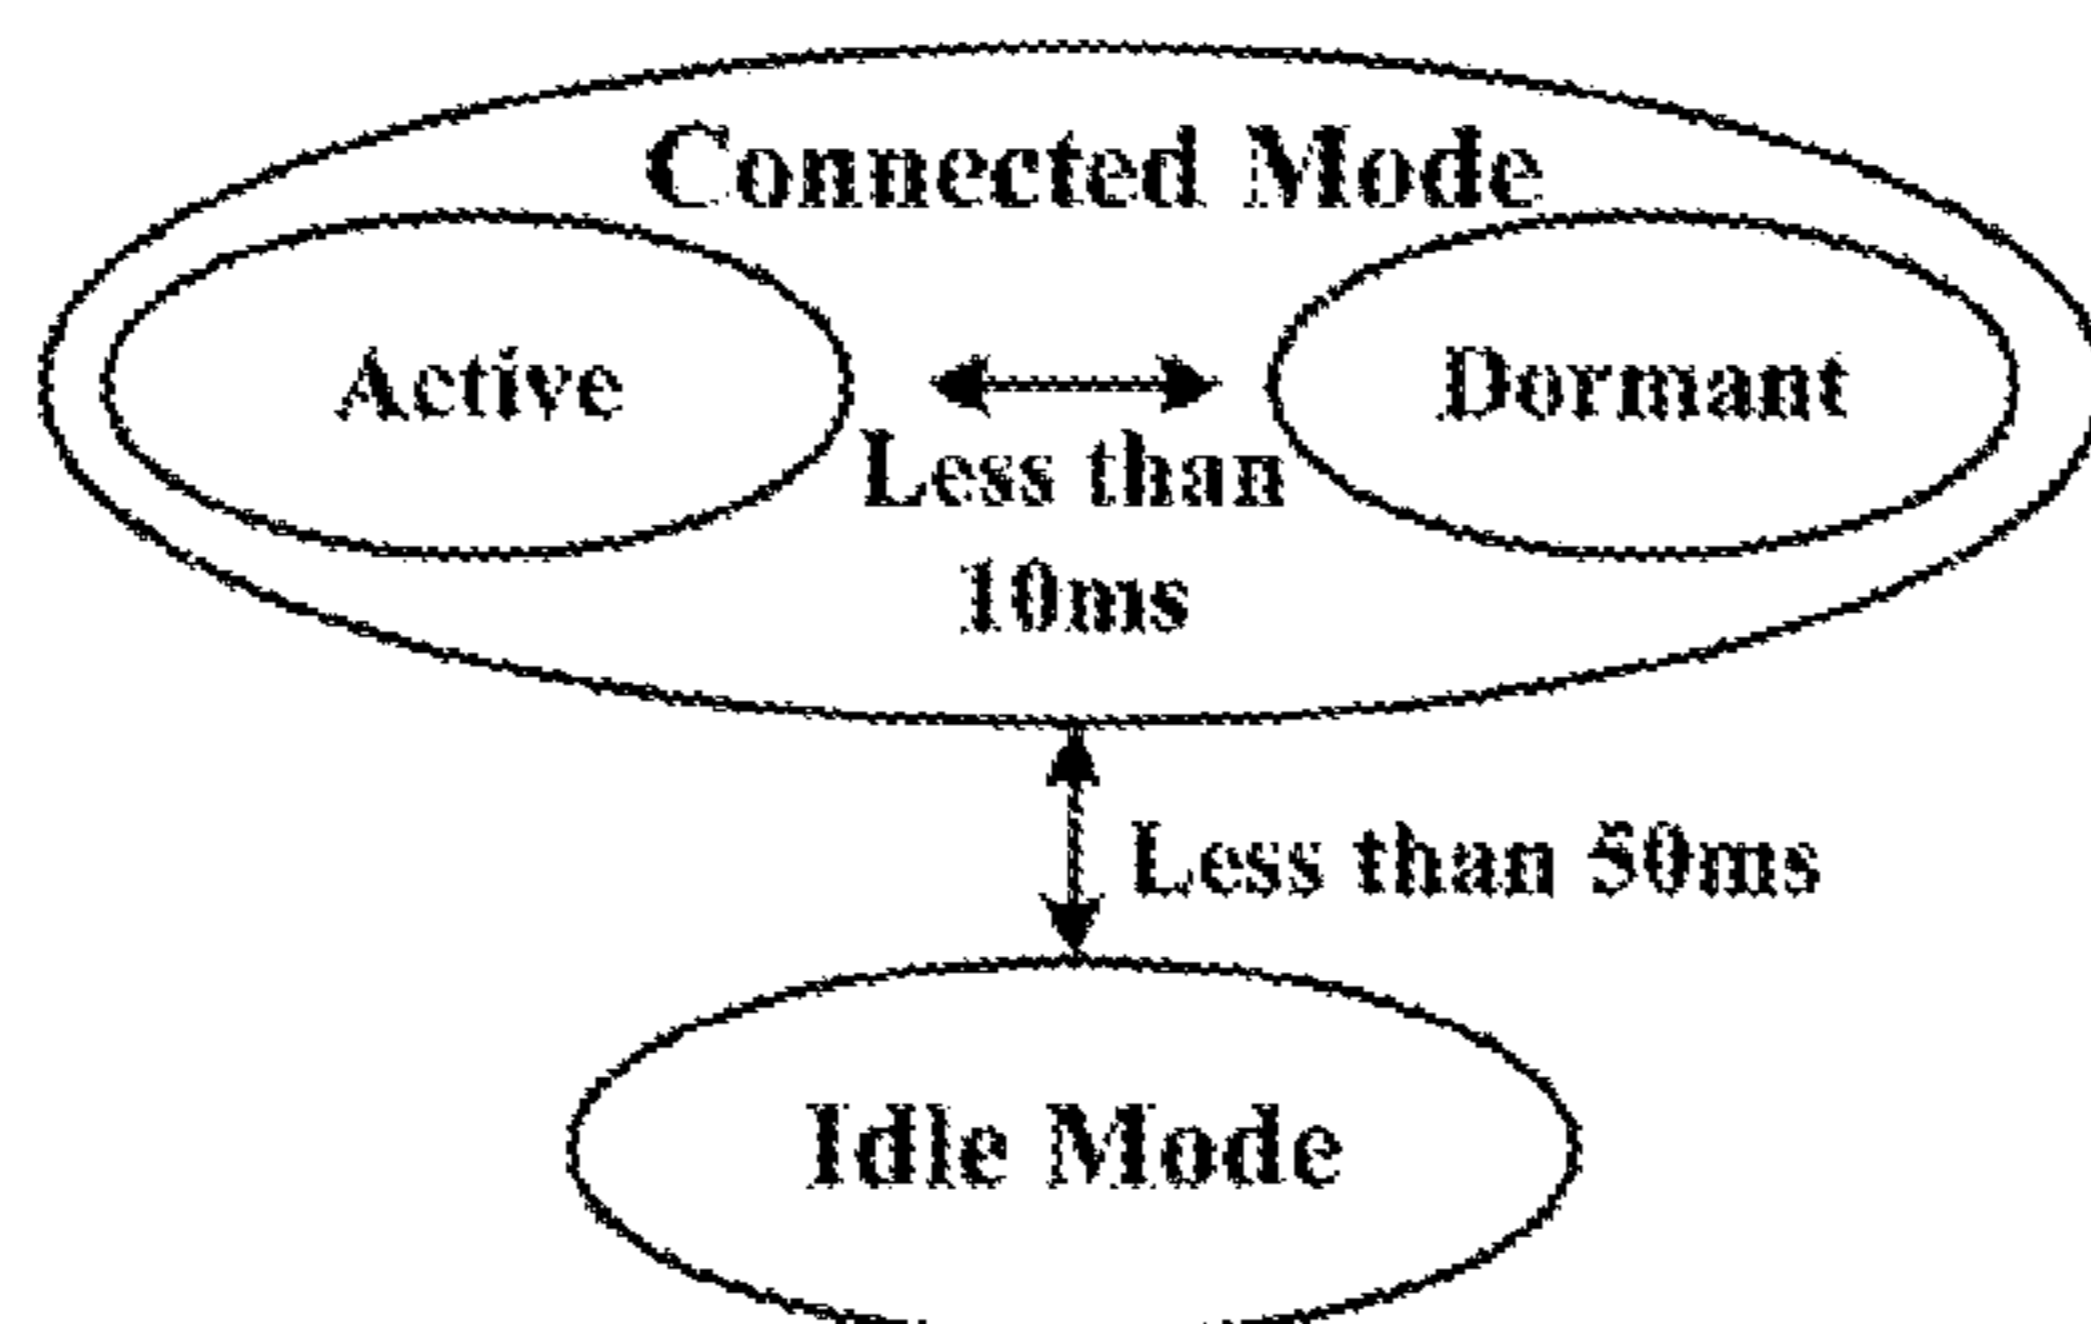 Connected Mode
Active
Dormant
Less than
10ms
Less than 50ms
Idle Mode